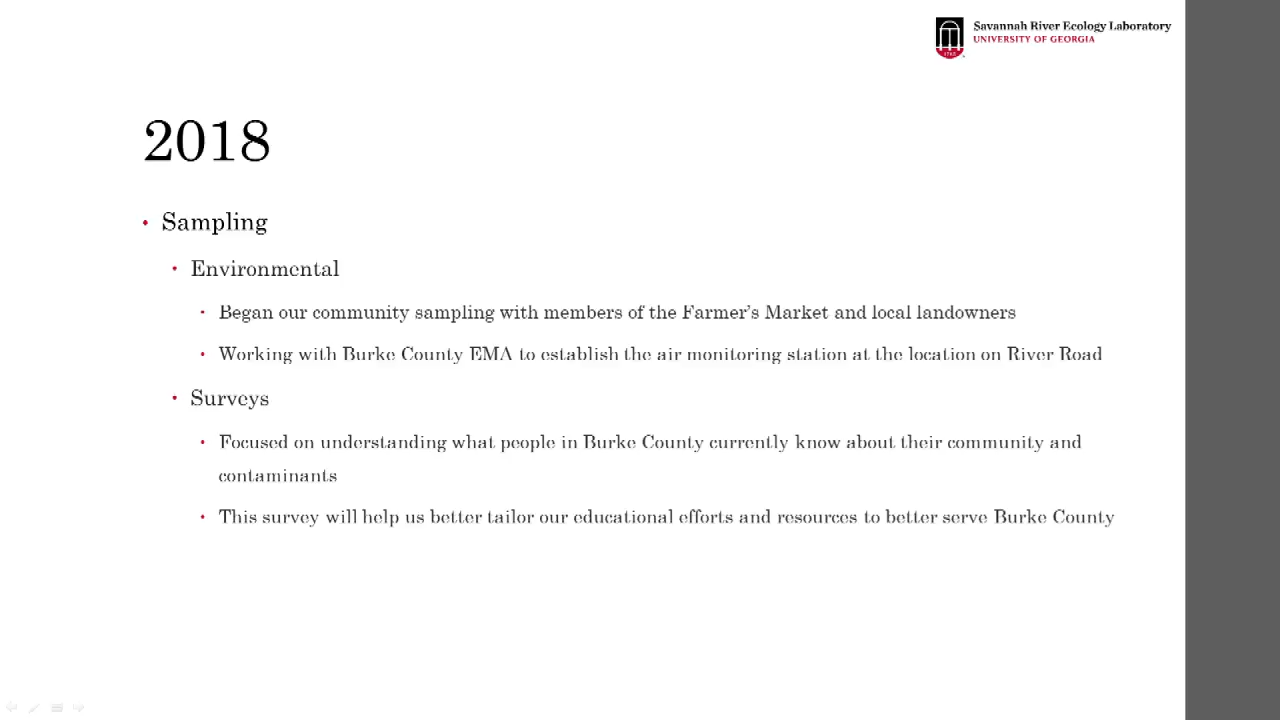 Savannah River Ecology Laboratory
UNIVERSITY OF GEORGIA
1785
2018
• Sampling
• Environmental
• Began our community sampling with members of the Farmer's Market and local landowners
• Working with Burke County EMA to establish the air monitoring station at the location on River Road
• Surveys
• Focused on understanding what people in Burke County currently know about their community and
contaminants
• This survey will help us better tailor our educational efforts and resources to better serve Burke County